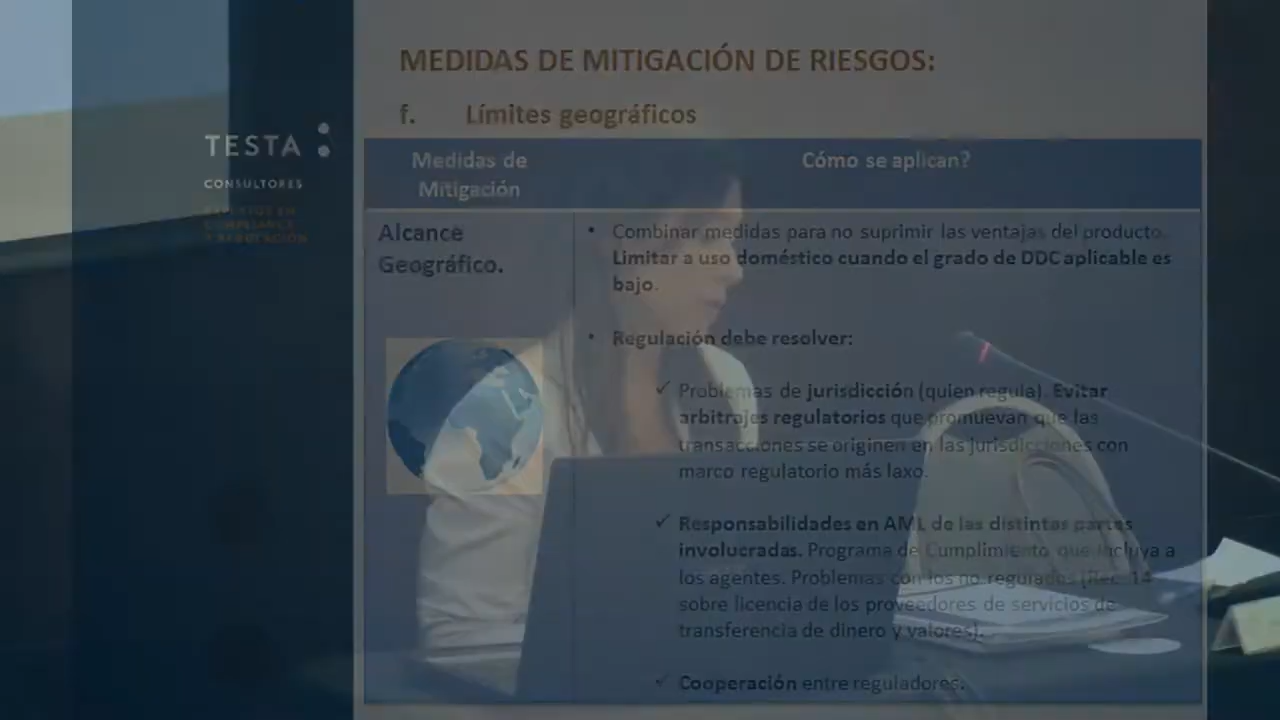 MEDIDAS DE MITIGACIÓN DE RIESGOS:
f. Límites geográficos
TESTA
CONSULTORES
EXPERTOS EN
COMPLIANCE
Y REGULACIÓN
Medidas de
Mitigación
Cómo se aplican?
Alcance
Geográfico.
• Combinar medidas para no suprimir las ventajas del producto.
Limitar a uso doméstico cuando el grado de DDC aplicable es
bajo.
• Regulación debe resolver:
✓ Problemas de jurisdicción (quien regula). Evitar
arbitrajes regulatorios que promuevan que las
transacciones se originen en las jurisdicciones con
marco regulatorio más laxo.
✓ Responsabilidades en AML de las distintas partes
involucradas. Programa de Cumplimiento que incluya a
los agentes. Problemas con los no regulados (Rec. 14
sobre licencia de los proveedores de servicios de
transferencia de dinero y valores).
✓ Cooperación entre reguladores.